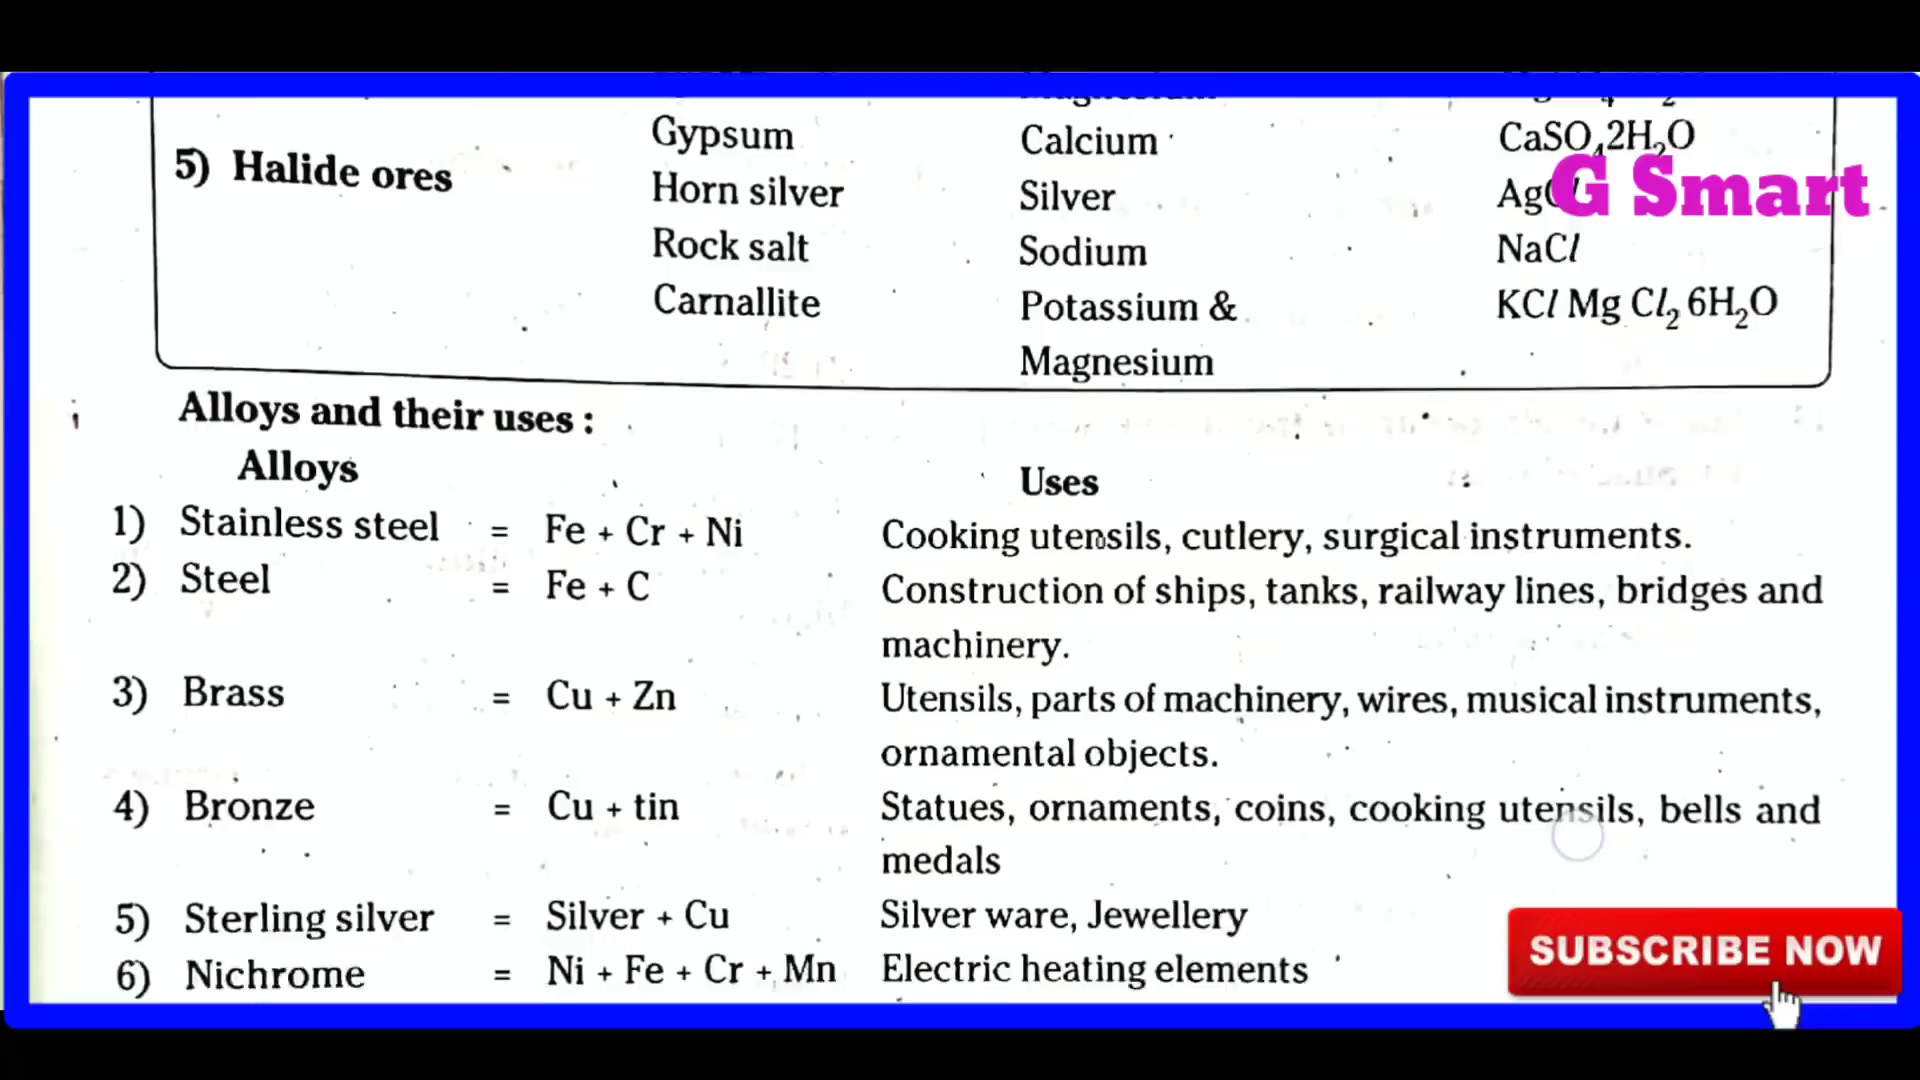 Gypsum Calcium CaSO₄2H₂O
5) Halide ores Horn silver Silver
G Smart
Rock salt Sodium NaCl
Carnallite Potassium & KCl Mg Cl₂ 6H₂O
Magnesium
Alloys and their uses :
Alloys Uses
1) Stainless steel = Fe + Cr + Ni Cooking utensils, cutlery, surgical instruments.
2) Steel = Fe + C Construction of ships, tanks, railway lines, bridges and
machinery.
3) Brass = Cu + Zn Utensils, parts of machinery, wires, musical instruments,
ornamental objects.
4) Bronze = Cu + tin Statues, ornaments, coins, cooking utensils, bells and
medals
5) Sterling silver = Silver + Cu Silver ware, Jewellery
6) Nichrome = Ni + Fe + Cr + Mn Electric heating elements
SUBSCRIBE NOW